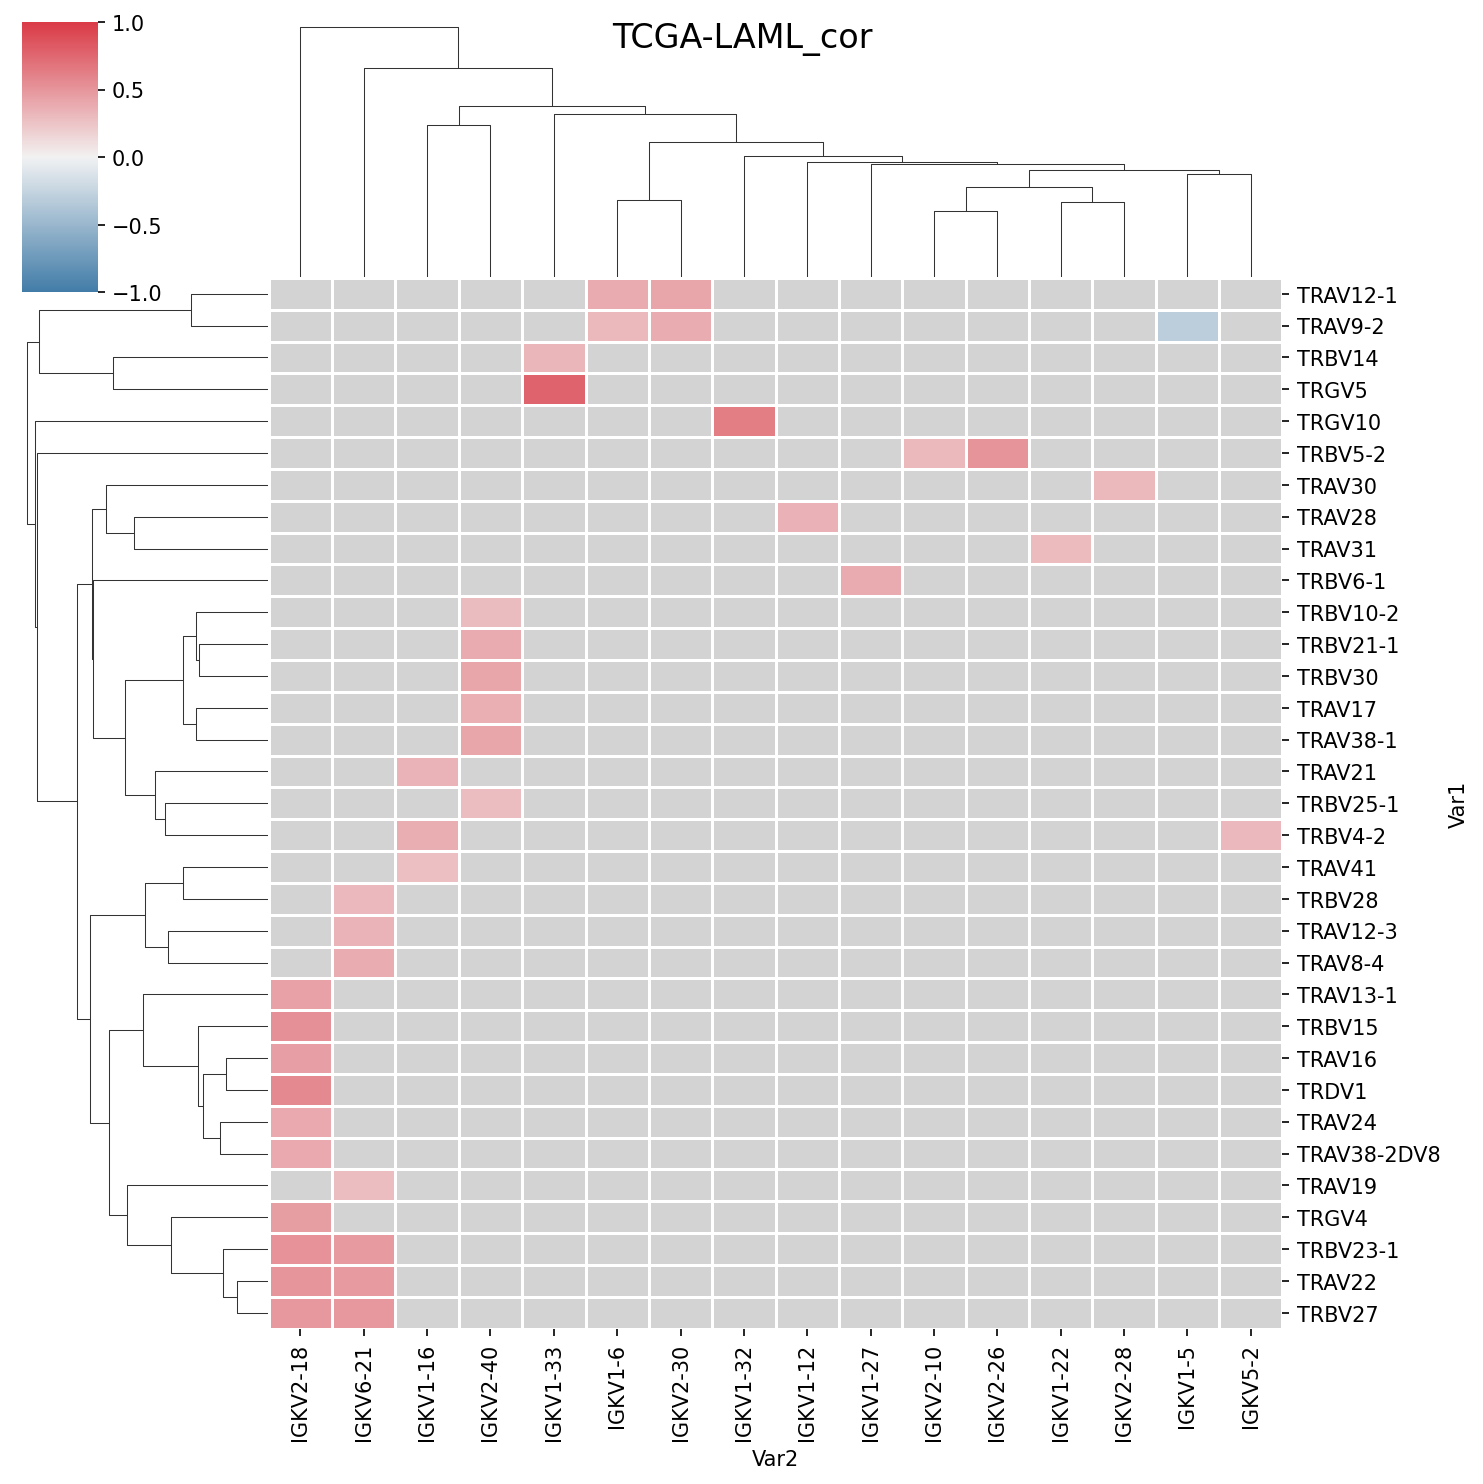 TCGA-LAML_cor
1.0
0.5
0.0
−0.5
−1.0
TRAV12-1
TRAV9-2
TRBV14
TRGV5
TRGV10
TRBV5-2
TRAV30
TRAV28
TRAV31
TRBV6-1
TRBV10-2
TRBV21-1
TRBV30
TRAV17
TRAV38-1
TRAV21
TRBV25-1
TRBV4-2
TRAV41
TRBV28
TRAV12-3
TRAV8-4
TRAV13-1
TRBV15
TRAV16
TRDV1
TRAV24
TRAV38-2DV8
TRAV19
TRGV4
TRBV23-1
TRAV22
TRBV27
Var1
IGKV2-18
IGKV6-21
IGKV1-16
IGKV2-40
IGKV1-33
IGKV1-6
IGKV2-30
IGKV1-32
IGKV1-12
IGKV1-27
IGKV2-10
IGKV2-26
IGKV1-22
IGKV2-28
IGKV1-5
IGKV5-2
Var2